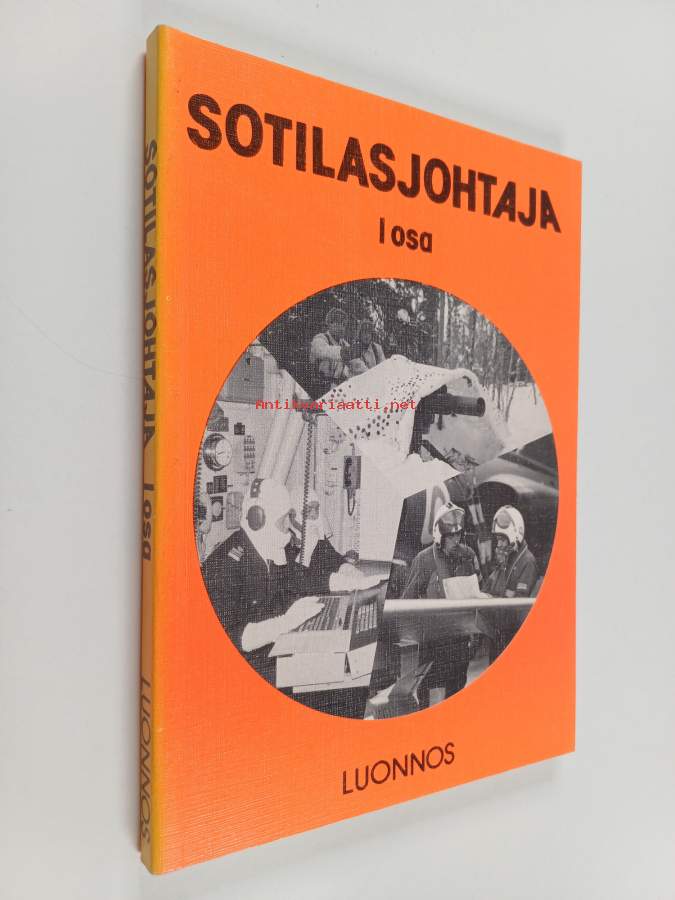 SOTILASJOHTAJA
I osa
LUONNOS
SOTILASJOHTAJA I osa LUONNOS
Antikvariaatti.net